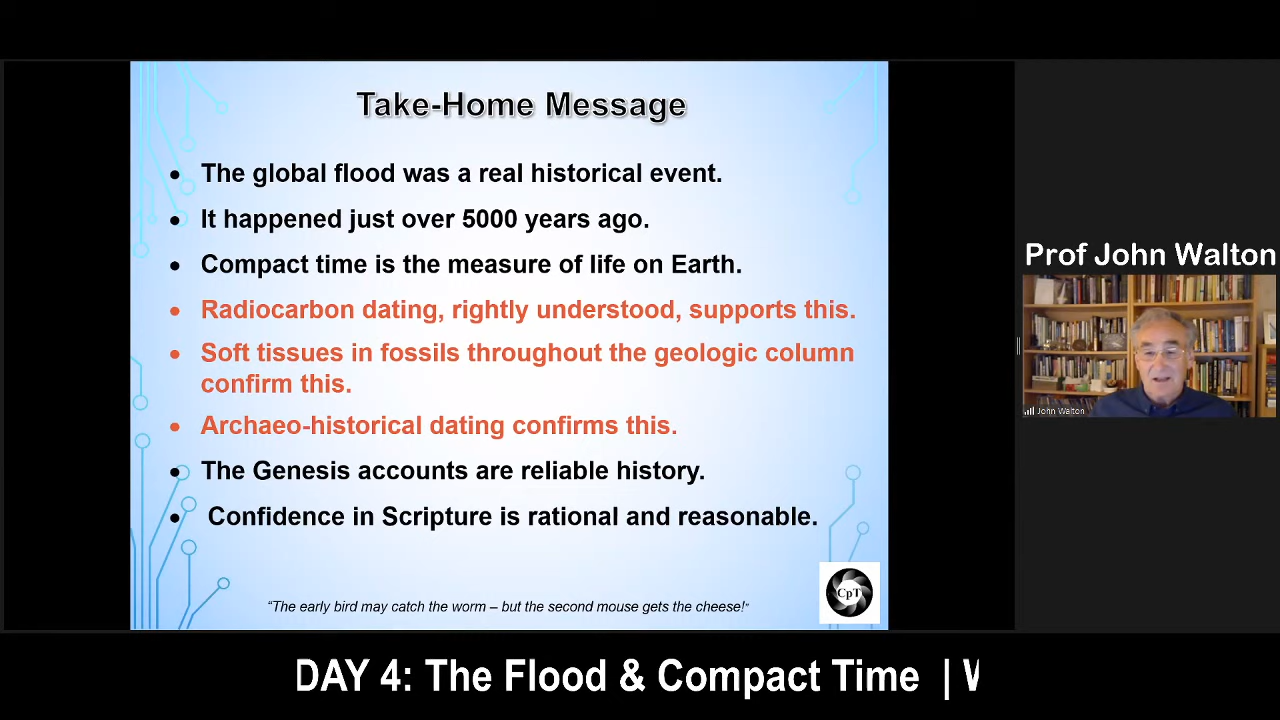 Take-Home Message
• The global flood was a real historical event.
• It happened just over 5000 years ago.
• Compact time is the measure of life on Earth.
• Radiocarbon dating, rightly understood, supports this.
• Soft tissues in fossils throughout the geologic column
confirm this.
• Archaeo-historical dating confirms this.
• The Genesis accounts are reliable history.
• Confidence in Scripture is rational and reasonable.
CpT
“The early bird may catch the worm – but the second mouse gets the cheese!”
Prof John Walton
John Walton
DAY 4: The Flood & Compact Time | W